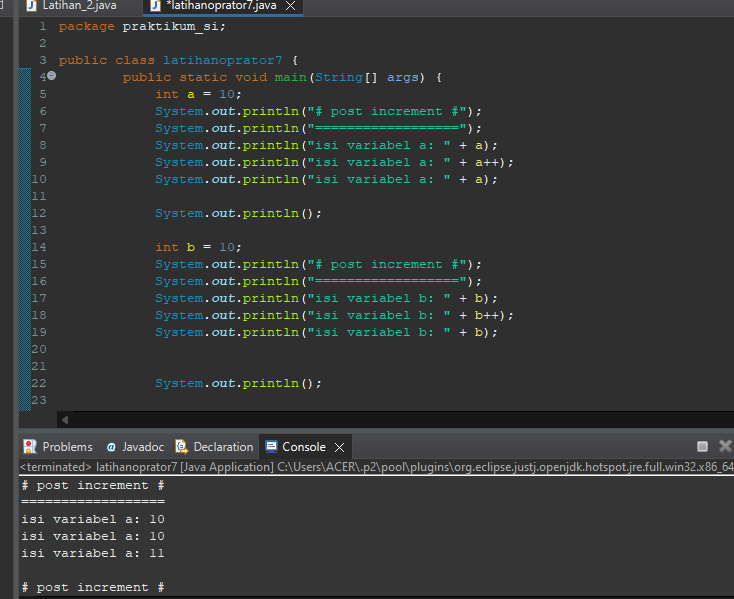 Latihan_2.java
*latihanoprator7.java
1 package praktikum_si;
2
3 public class latihanoprator7 {
4 public static void main(String[] args) {
5 int a = 10;
6 System.out.println("# post increment #");
7 System.out.println("==================");
8 System.out.println("isi variabel a: " + a);
9 System.out.println("isi variabel a: " + a++);
10 System.out.println("isi variabel a: " + a);
11
12 System.out.println();
13
14 int b = 10;
15 System.out.println("# post increment #");
16 System.out.println("==================");
17 System.out.println("isi variabel b: " + b);
18 System.out.println("isi variabel b: " + b++);
19 System.out.println("isi variabel b: " + b);
20
21
22 System.out.println();
23
Problems @ Javadoc Declaration Console
<terminated> latihanoprator7 [Java Application] C:\Users\ACER\.p2\pool\plugins\org.eclipse.justj.openjdk.hotspot.jre.full.win32.x86_64
# post increment #
==================
isi variabel a: 10
isi variabel a: 10
isi variabel a: 11

# post increment #